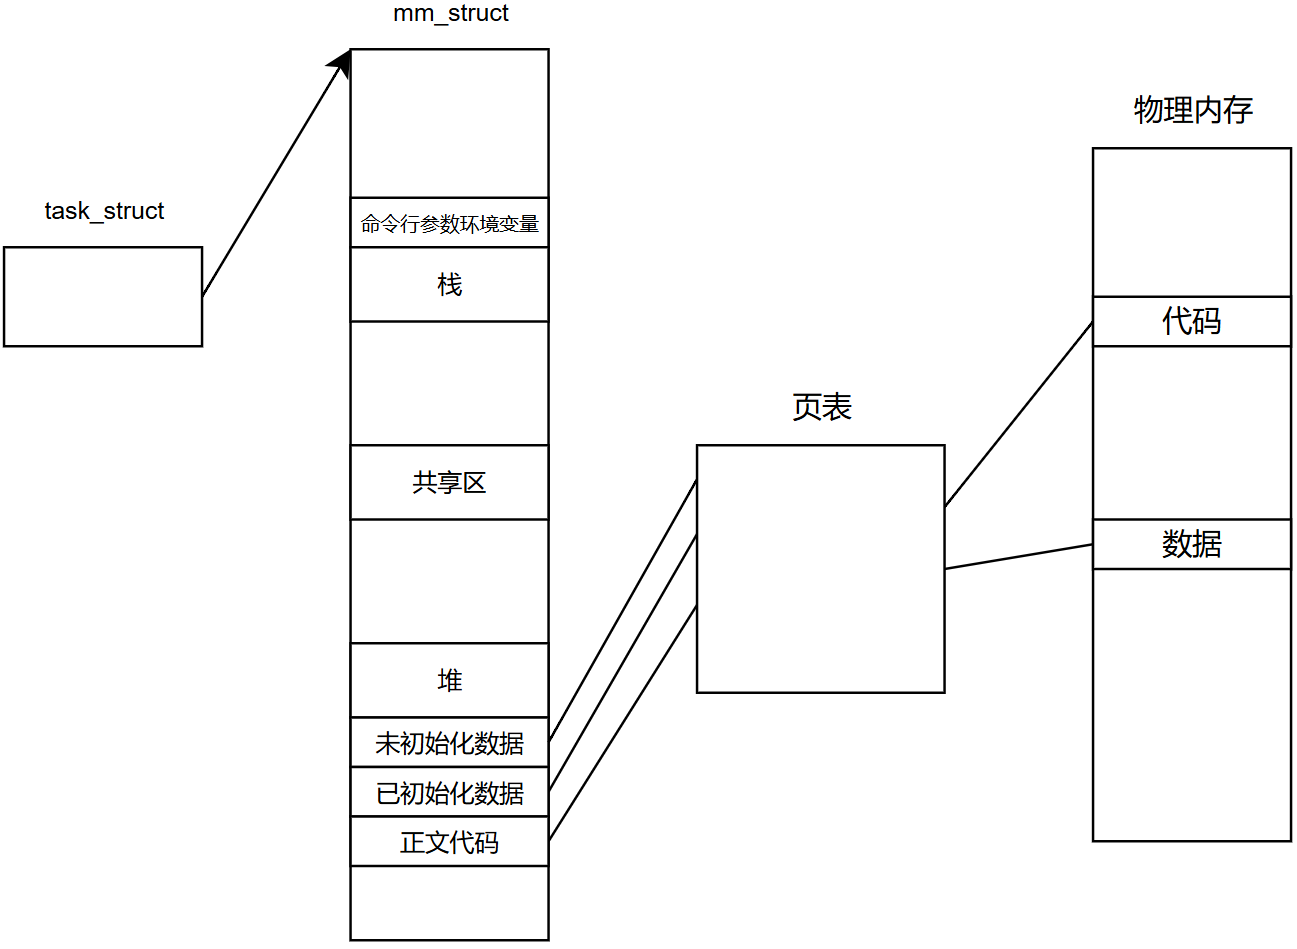 mm_struct
物理内存
task_struct
命令行参数环境变量
栈
代码
页表
共享区
数据
堆
未初始化数据
已初始化数据
正文代码